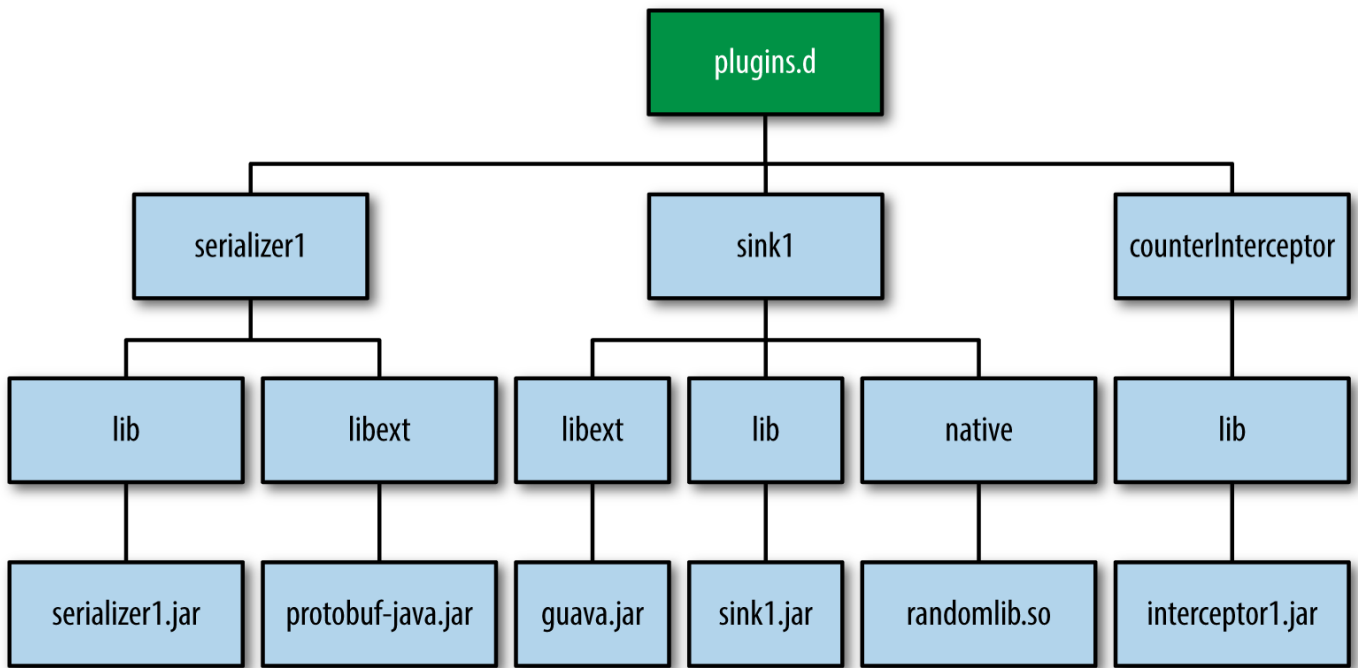 plugins.d
serializer1
sink1
counterInterceptor
lib
libext
libext
lib
native
lib
serializer1.jar
protobuf-java.jar
guava.jar
sink1.jar
randomlib.so
interceptor1.jar